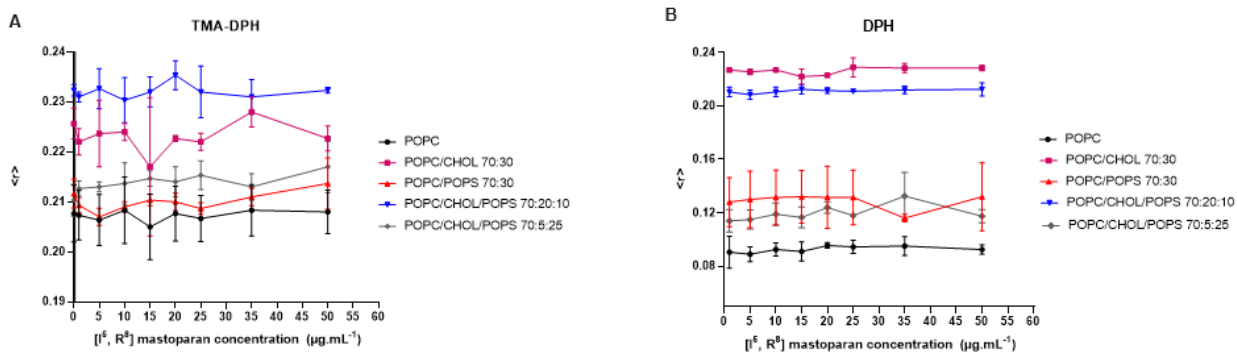 A
TMA-DPH
0.24
0.23
0.22
0.21
0.20
0.19
<r>
0 5 10 15 20 25 30 35 40 45 50 55 60
[I⁵, R⁸] mastoparan concentration (µg.mL⁻¹)
POPC
POPC/CHOL 70:30
POPC/POPS 70:30
POPC/CHOL/POPS 70:20:10
POPC/CHOL/POPS 70:5:25
B
DPH
0.24
0.20
0.16
0.12
0.08
<r>
0 5 10 15 20 25 30 35 40 45 50 55 60
[I⁵, R⁸] mastoparan concentration (µg.mL⁻¹)
POPC
POPC/CHOL 70:30
POPC/POPS 70:30
POPC/CHOL/POPS 70:20:10
POPC/CHOL/POPS 70:5:25